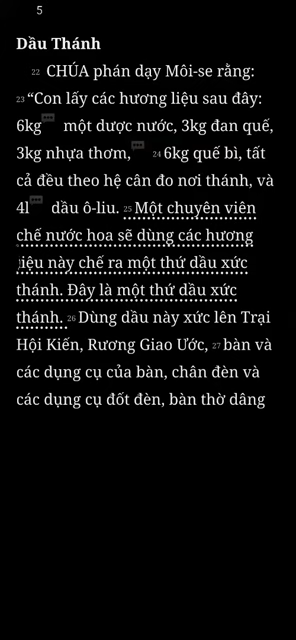 5
Dầu Thánh
22 CHÚA phán dạy Môi-se rằng:
23 “Con lấy các hương liệu sau đây:
6kg một dược nước, 3kg đan quế,
3kg nhựa thơm, 24 6kg quế bì, tất
cả đều theo hệ cân đo nơi thánh, và
4l dầu ô-liu. 25 Một chuyên viên
chế nước hoa sẽ dùng các hương
liệu này chế ra một thứ dầu xức
thánh. Đây là một thứ dầu xức
thánh. 26 Dùng dầu này xức lên Trại
Hội Kiến, Rương Giao Ước, 27 bàn và
các dụng cụ của bàn, chân đèn và
các dụng cụ đốt đèn, bàn thờ dâng